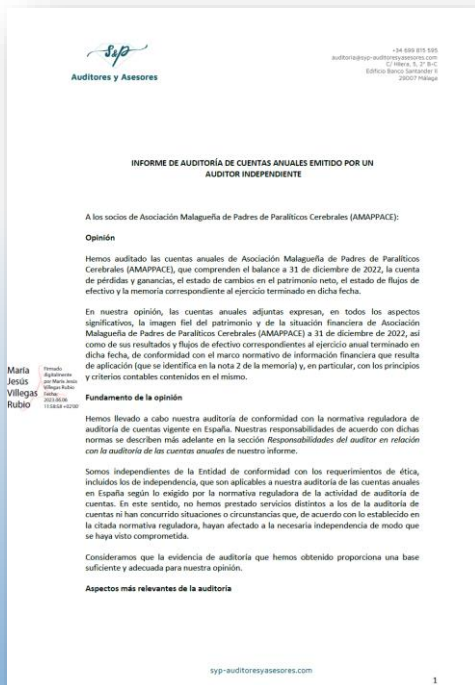 S&P
Auditores y Asesores
+34 699 815 595
auditoria@syp-auditoresyasesores.com
C/ Hilera, 5, 2º B-C
Edificio Banco Santander II
29007 Málaga
INFORME DE AUDITORÍA DE CUENTAS ANUALES EMITIDO POR UN
AUDITOR INDEPENDIENTE
A los socios de Asociación Malagueña de Padres de Paralíticos Cerebrales (AMAPPACE):
Opinión
Hemos auditado las cuentas anuales de Asociación Malagueña de Padres de Paralíticos
Cerebrales (AMAPPACE), que comprenden el balance a 31 de diciembre de 2022, la cuenta
de pérdidas y ganancias, el estado de cambios en el patrimonio neto, el estado de flujos de
efectivo y la memoria correspondiente al ejercicio terminado en dicha fecha.
En nuestra opinión, las cuentas anuales adjuntas expresan, en todos los aspectos
significativos, la imagen fiel del patrimonio y de la situación financiera de Asociación
Malagueña de Padres de Paralíticos Cerebrales (AMAPPACE) a 31 de diciembre de 2022, así
como de sus resultados y flujos de efectivo correspondientes al ejercicio anual terminado en
dicha fecha, de conformidad con el marco normativo de información financiera que resulta
de aplicación (que se identifica en la nota 2 de la memoria) y, en particular, con los principios
y criterios contables contenidos en el mismo.
María
Jesús
Villegas
Rubio
Firmado
digitalmente
por María Jesús
Villegas Rubio
Fecha:
2023.06.06
Fundamento de la opinión
Hemos llevado a cabo nuestra auditoría de conformidad con la normativa reguladora de
auditoría de cuentas vigente en España. Nuestras responsabilidades de acuerdo con dichas
normas se describen más adelante en la sección Responsabilidades del auditor en relación
con la auditoría de las cuentas anuales de nuestro informe.
Somos independientes de la Entidad de conformidad con los requerimientos de ética,
incluidos los de independencia, que son aplicables a nuestra auditoría de las cuentas anuales
en España según lo exigido por la normativa reguladora de la actividad de auditoría de
cuentas. En este sentido, no hemos prestado servicios distintos a los de la auditoría de
cuentas ni han concurrido situaciones o circunstancias que, de acuerdo con lo establecido en
la citada normativa reguladora, hayan afectado a la necesaria independencia de modo que
se haya visto comprometida.
Consideramos que la evidencia de auditoría que hemos obtenido proporciona una base
suficiente y adecuada para nuestra opinión.
Aspectos más relevantes de la auditoría
syp-auditoresyasesores.com
1